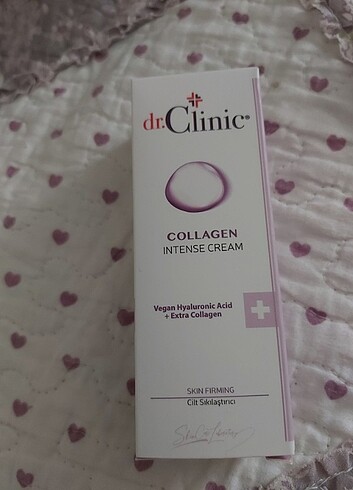 dr.Clinic®
COLLAGEN
INTENSE CREAM
Vegan Hyaluronic Acid
+ Extra Collagen
SKIN FIRMING
Cilt Sıkılaştırıcı